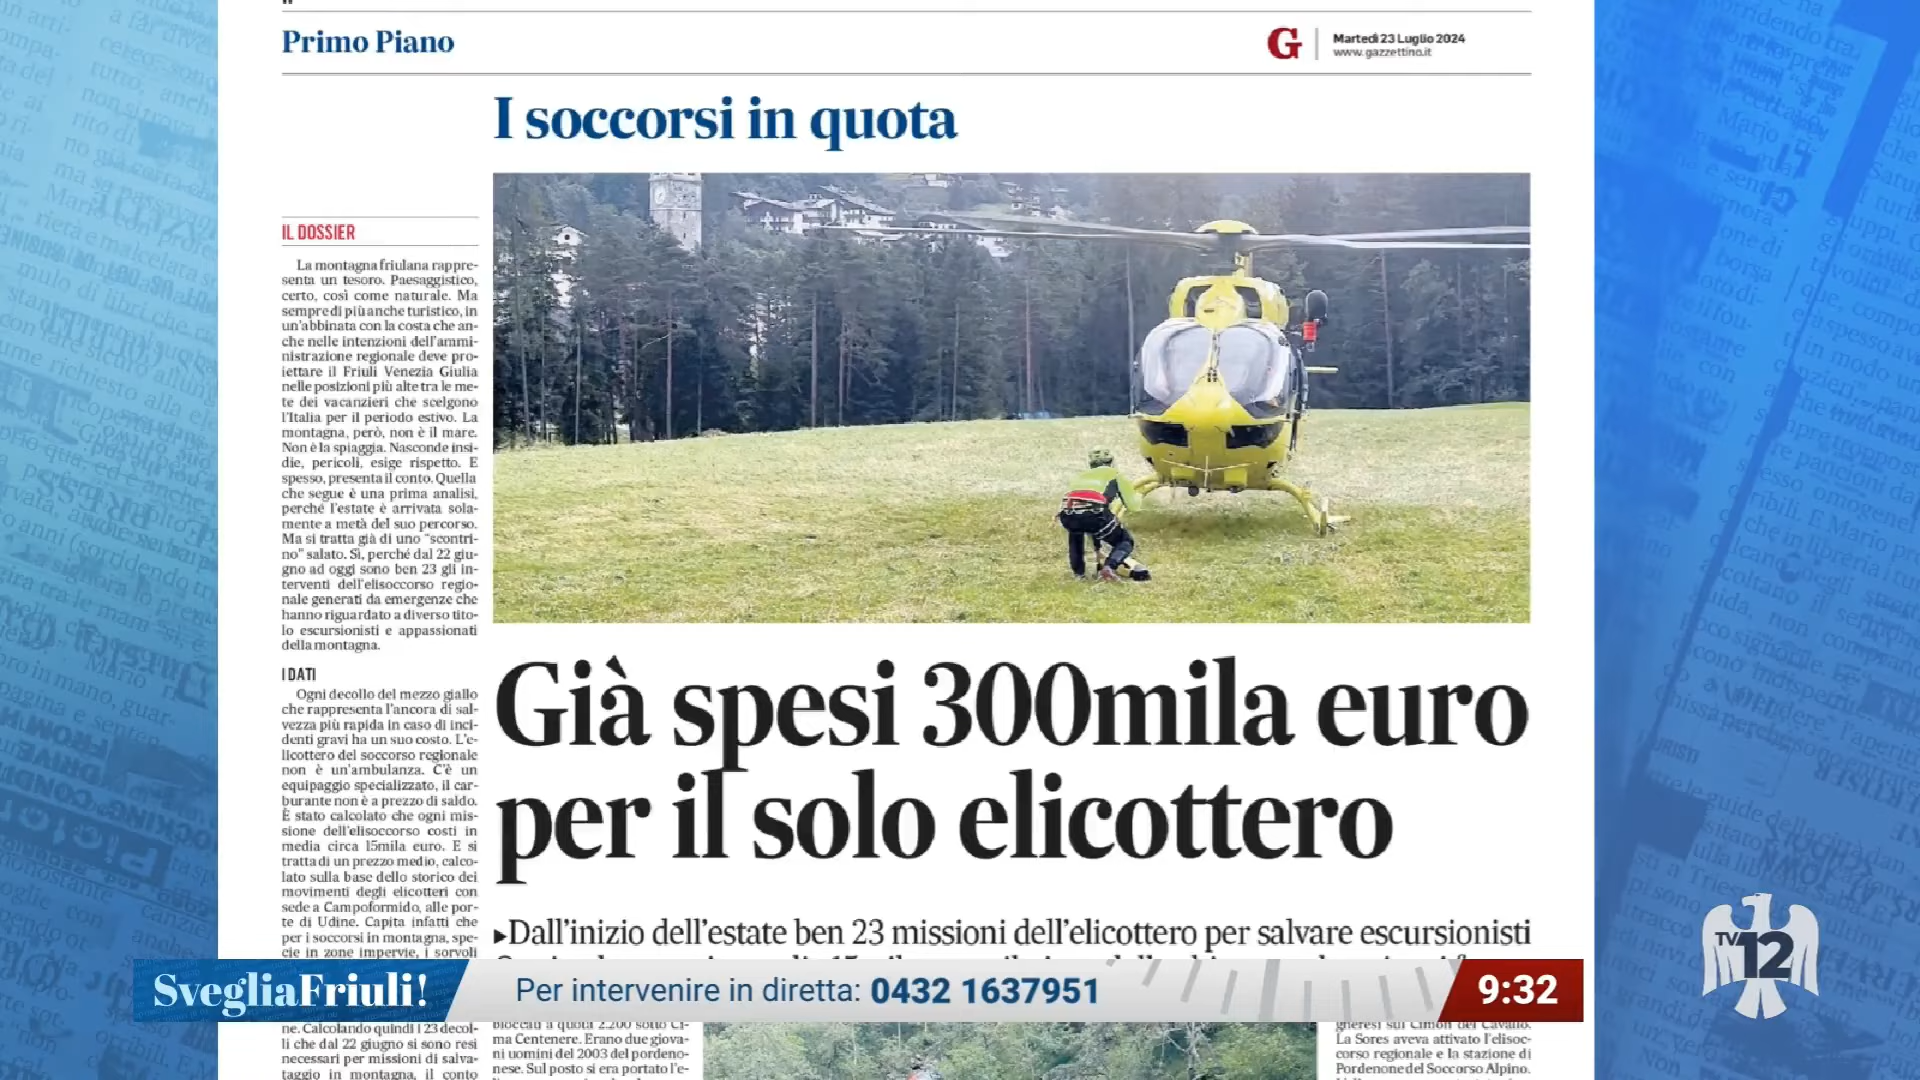 Primo Piano
G
Martedì 23 Luglio 2024
www.gazzettino.it
I soccorsi in quota
IL DOSSIER
La montagna friulana rappre-
senta un tesoro. Paesaggistico,
certo, così come naturale. Ma
sempre di più anche turistico, in
un'abbinata con la costa che an-
che nelle intenzioni dell'ammi-
nistrazione regionale deve pro-
iettare il Friuli Venezia Giulia
nelle posizioni più alte tra le me-
te dei vacanzieri che scelgono
l'Italia per il periodo estivo. La
montagna, però, non è il mare.
Non è la spiaggia. Nasconde insi-
die, pericoli, esige rispetto. E
spesso, presenta il conto. Quella
che segue è una prima analisi,
perché l'estate è arrivata sola-
mente a metà del suo percorso.
Ma si tratta già di uno "scontri-
no" salato. Sì, perché dal 22 giu-
gno ad oggi sono ben 23 gli in-
terventi dell'elisoccorso regio-
nale generati da emergenze che
hanno riguardato a diverso tito-
lo escursionisti e appassionati
della montagna.
I DATI
Ogni decollo del mezzo giallo
che rappresenta l'ancora di sal-
vezza più rapida in caso di inci-
denti gravi ha un suo costo. L'e-
licottero del soccorso regionale
non è un'ambulanza. C'è un
equipaggio specializzato, il car-
burante non è a prezzo di saldo.
È stato calcolato che ogni mis-
sione dell'elisoccorso costi in
media circa 15mila euro. E si
tratta di un prezzo medio, calco-
lato sulla base dello storico dei
movimenti degli elicotteri con
sede a Campoformido, alle por-
te di Udine. Capita infatti che
per i soccorsi in montagna, spe-
cie in zone impervie, i sorvoli
ne. Calcolando quindi i 23 decol-
li che dal 22 giugno si sono resi
necessari per missioni di salva-
taggio in montagna, il conto
Già spesi 300mila euro
per il solo elicottero
▸Dall'inizio dell'estate ben 23 missioni dell'elicottero per salvare escursionisti
bloccati a quota 2.200 sotto Ci-
ma Centenere. Erano due giova-
ni uomini del 2003 del pordeno-
nese. Sul posto si era portato l'e-
gheresi sul Cimon del Cavallo.
La Sores aveva attivato l'elisoc-
corso regionale e la stazione di
Pordenone del Soccorso Alpino.
SvegliaFriuli!
Per intervenire in diretta: 0432 1637951
9:32
TV12